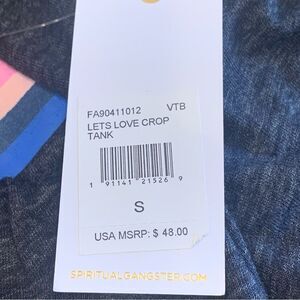 FA90411012 VTB
LETS LOVE CROP
TANK
1 91141 21526 9
S
USA MSRP: $ 48.00
SPIRITUALGANGSTER.COM